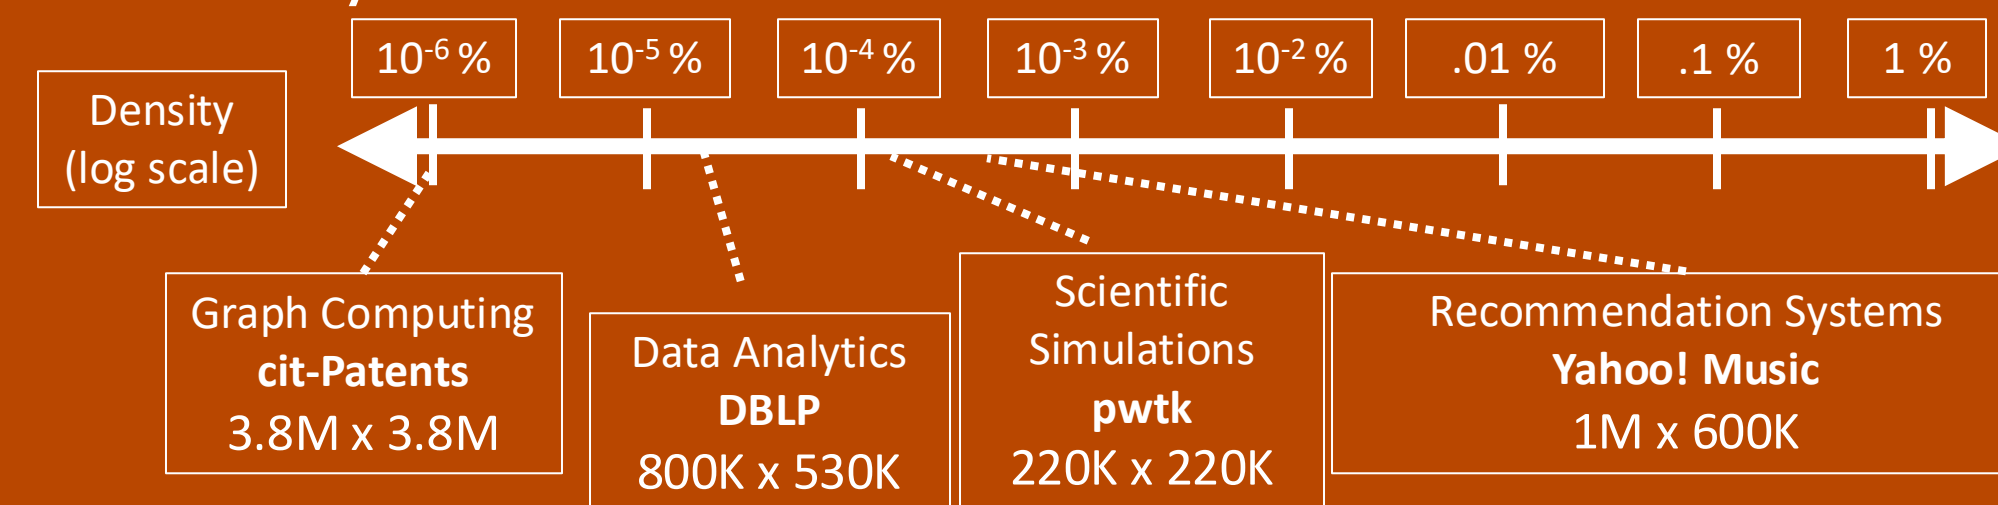 10⁻⁶ %
10⁻⁵ %
10⁻⁴ %
10⁻³ %
10⁻² %
.01 %
.1 %
1 %
Density
(log scale)
Graph Computing
cit-Patents
3.8M x 3.8M
Data Analytics
DBLP
800K x 530K
Scientific
Simulations
pwtk
220K x 220K
Recommendation Systems
Yahoo! Music
1M x 600K